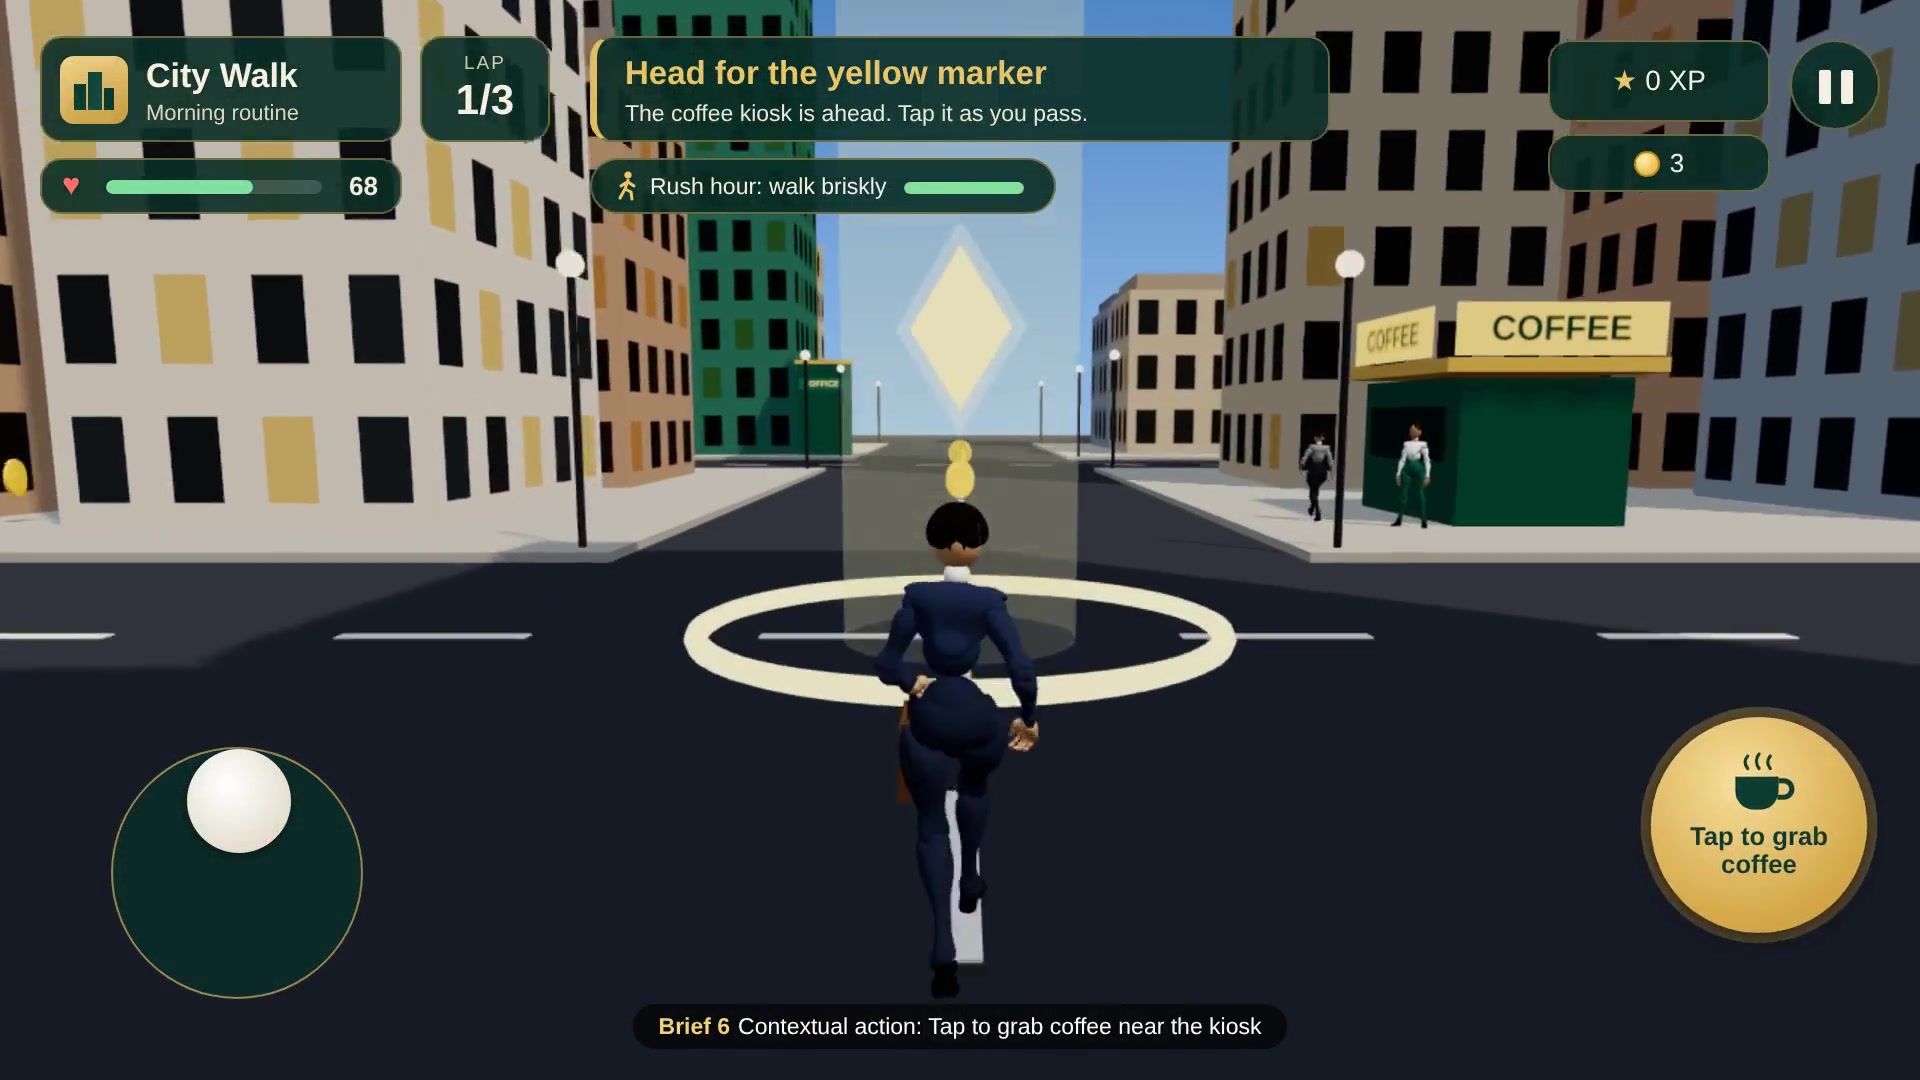 City Walk
Morning routine
LAP
1/3
Head for the yellow marker
The coffee kiosk is ahead. Tap it as you pass.
0 XP
68
Rush hour: walk briskly
3
COFFEE
COFFEE
OFFICE
Tap to grab
coffee
Brief 6 Contextual action: Tap to grab coffee near the kiosk